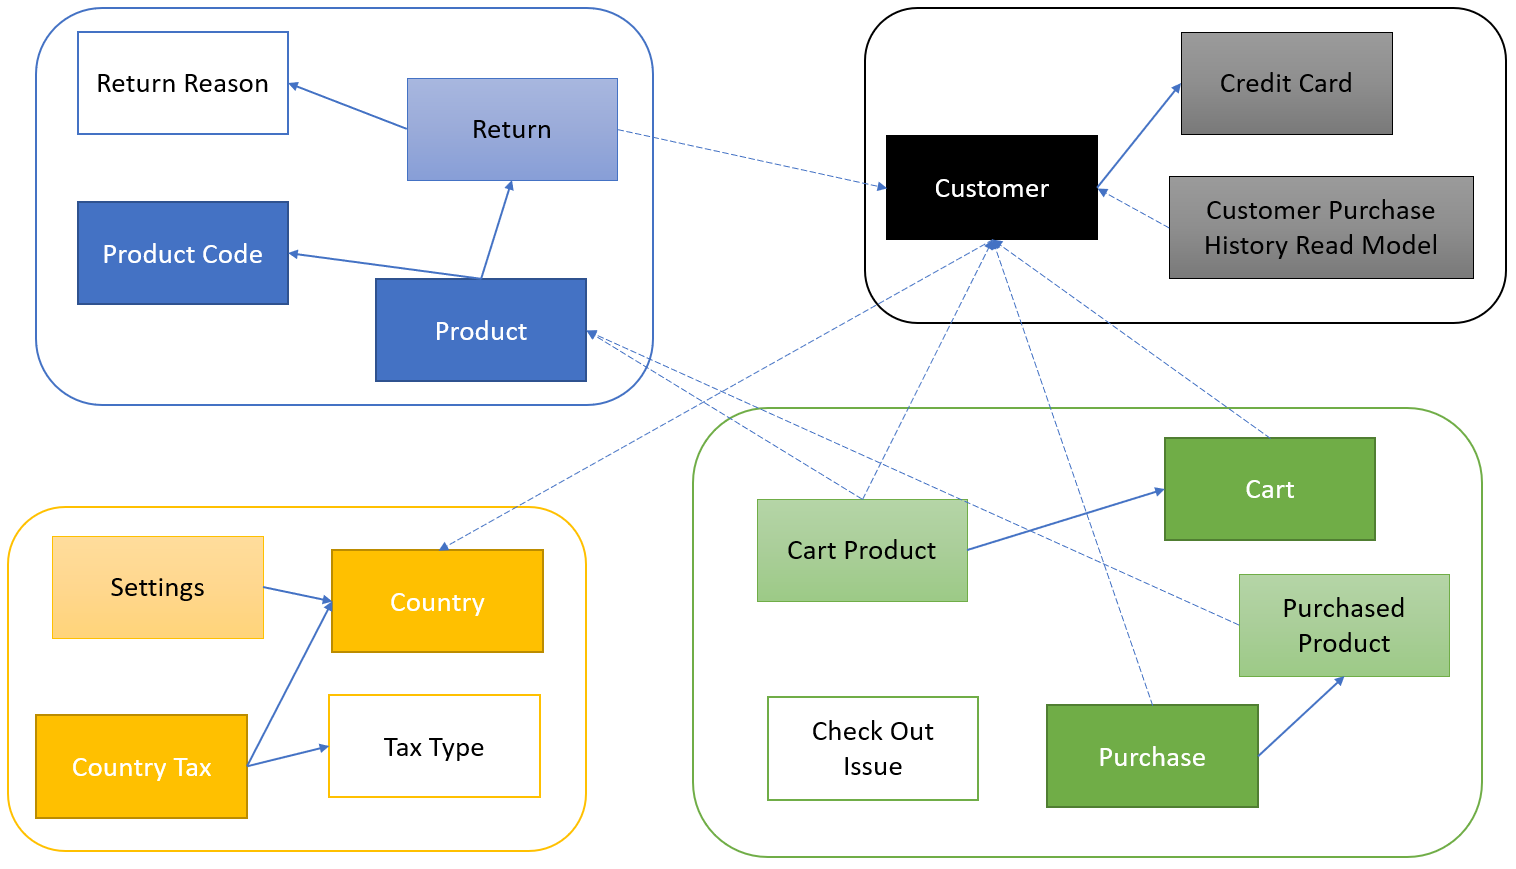 Return Reason
Return
Product Code
Product
Credit Card
Customer
Customer Purchase
History Read Model
Settings
Country
Country Tax
Tax Type
Cart
Cart Product
Purchased
Product
Check Out
Issue
Purchase